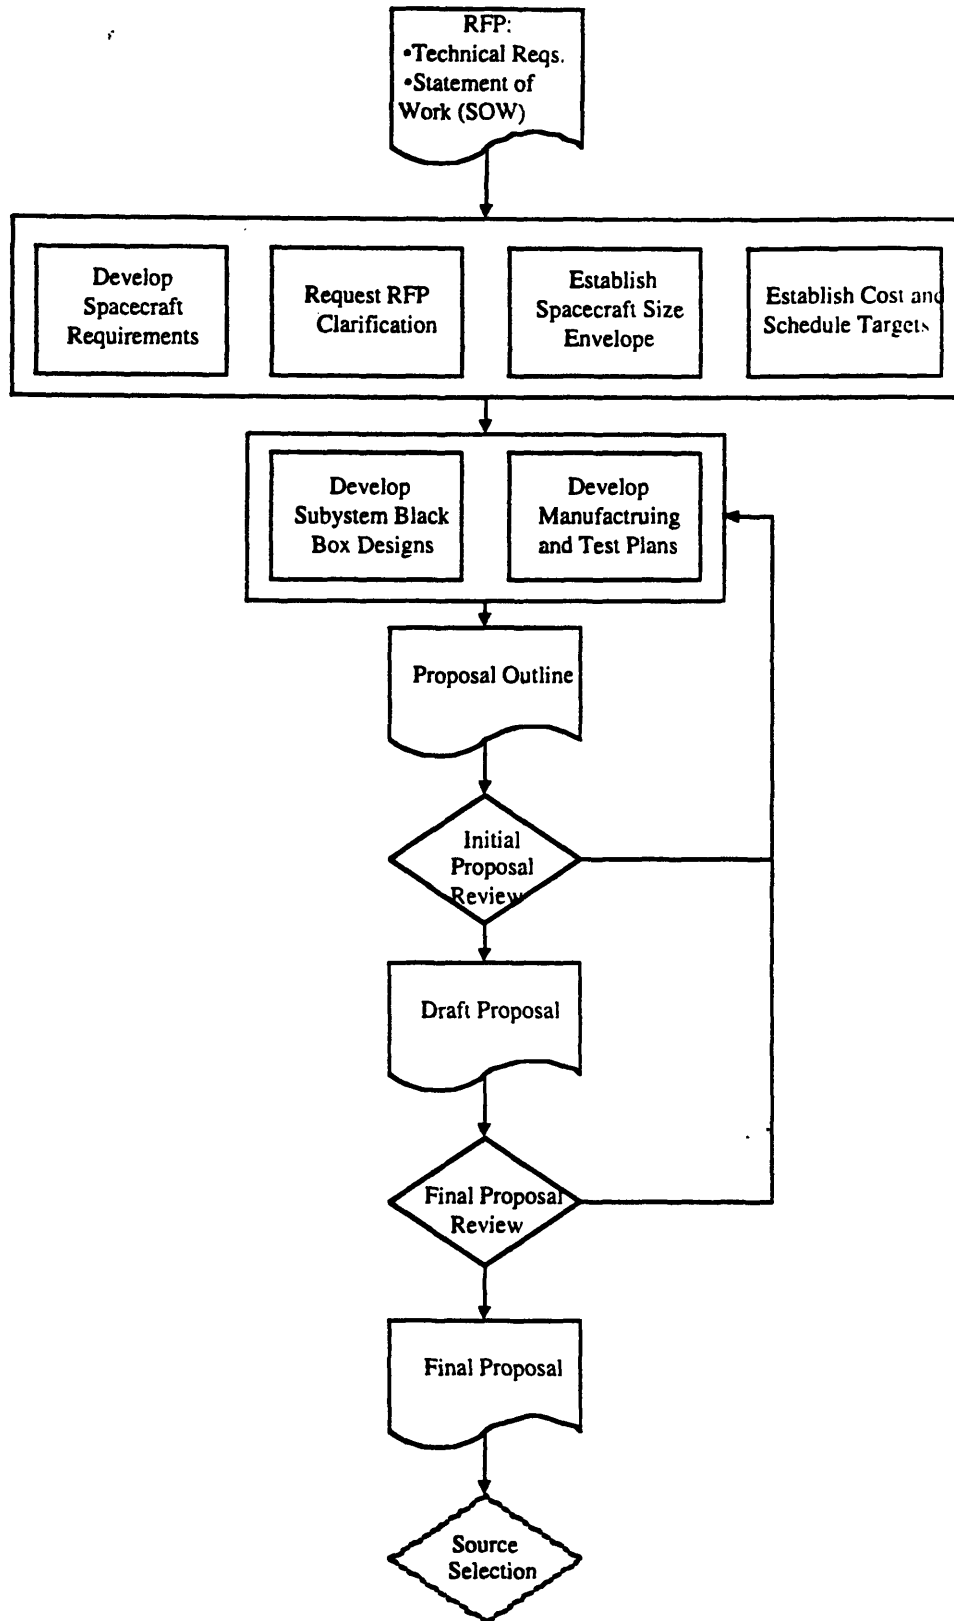 RFP:
•Technical Reqs.
•Statement of
Work (SOW)
Develop
Spacecraft
Requirements
Request RFP
Clarification
Establish
Spacecraft Size
Envelope
Establish Cost and
Schedule Targets
Develop
Subystem Black
Box Designs
Develop
Manufactruing
and Test Plans
Proposal Outline
Initial
Proposal
Review
Draft Proposal
Final Proposal
Review
Final Proposal
Source
Selection